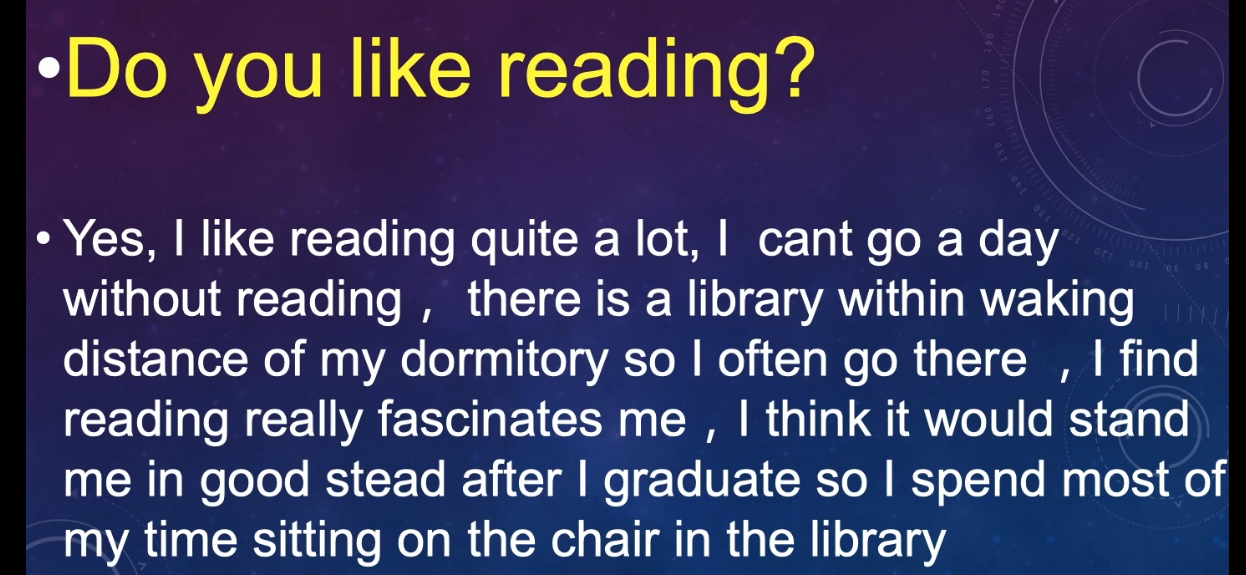 •Do you like reading?
• Yes, I like reading quite a lot, I  cant go a day
without reading ，  there is a library within waking
distance of my dormitory so I often go there ，I find
reading really fascinates me ，I think it would stand
me in good stead after I graduate so I spend most of
my time sitting on the chair in the library